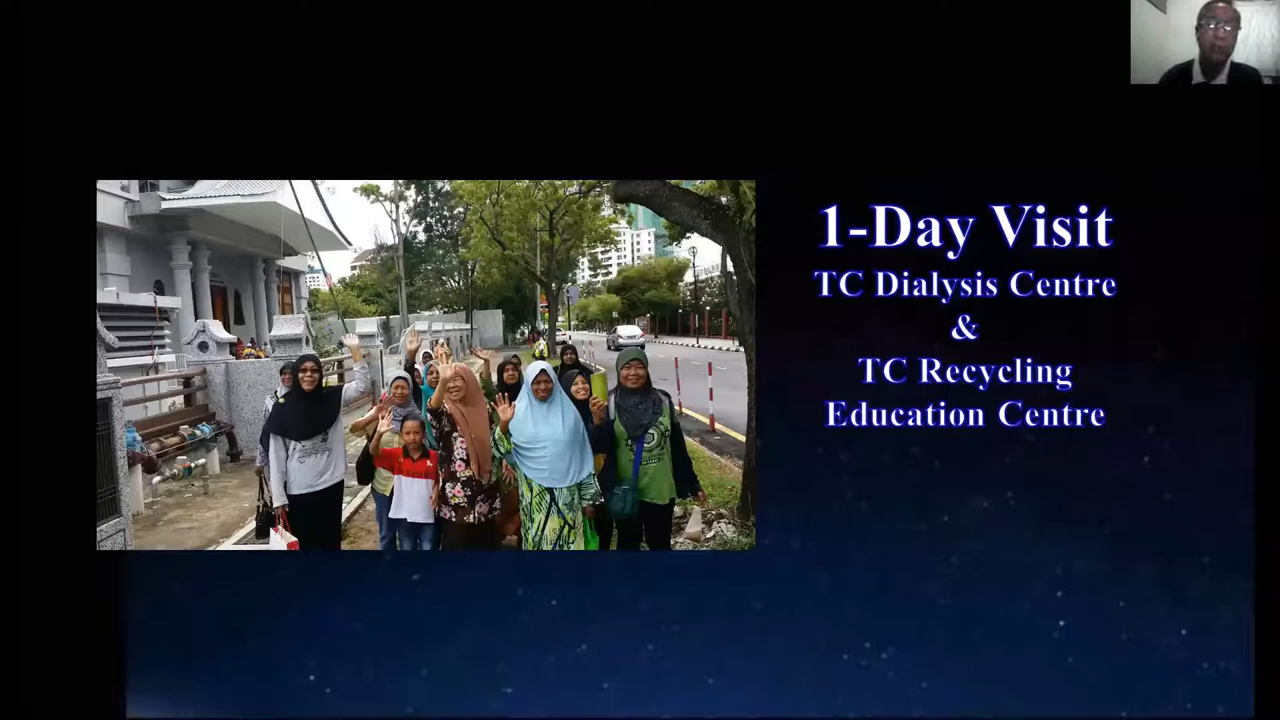 1-Day Visit
TC Dialysis Centre
&
TC Recycling
Education Centre